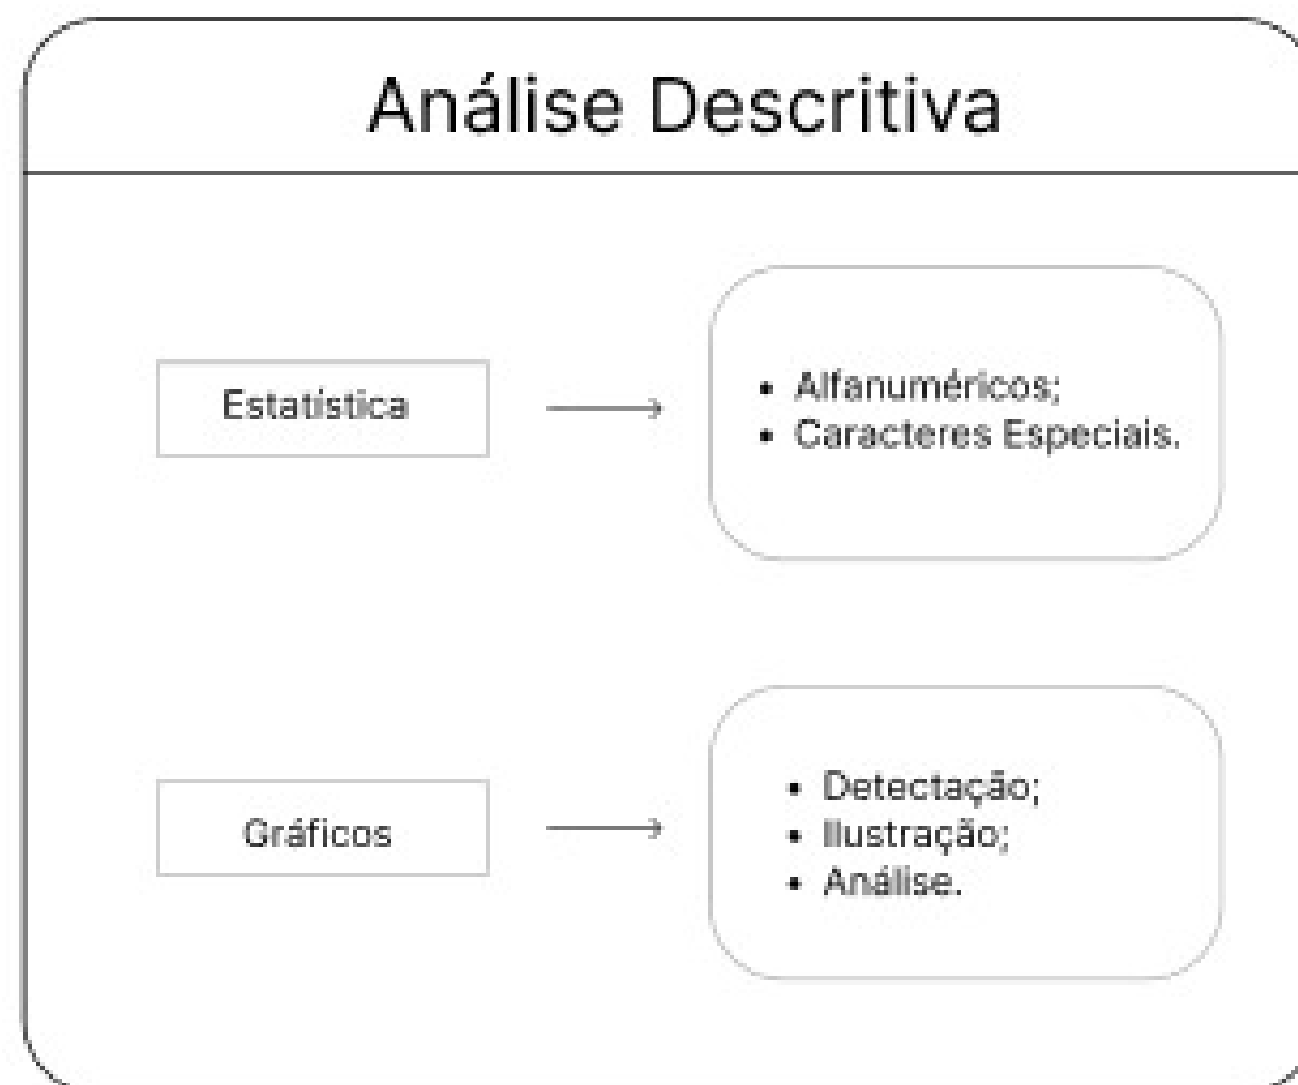 Análise Descritiva
Estatística
• Alfanuméricos;
• Caracteres Especiais.
Gráficos
• Detectação;
• Ilustração;
• Análise.